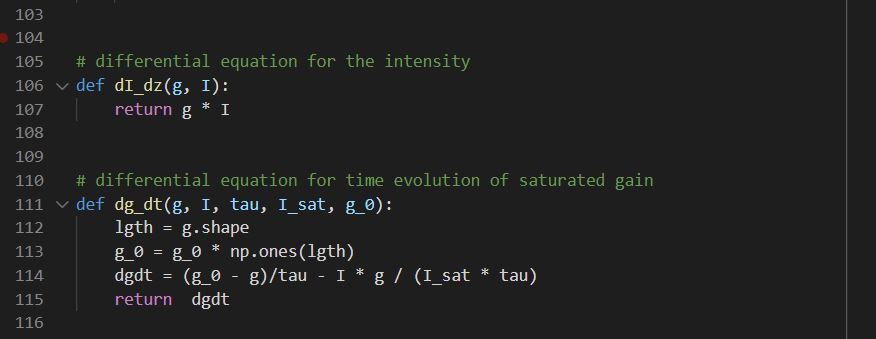 103
104
105 # differential equation for the intensity
106 def dI_dz(g, I):
107 return g * I
108
109
110 # differential equation for time evolution of saturated gain
111 def dg_dt(g, I, tau, I_sat, g_0):
112 lgth = g.shape
113 g_0 = g_0 * np.ones(lgth)
114 dgdt = (g_0 - g)/tau - I * g / (I_sat * tau)
115 return  dgdt
116